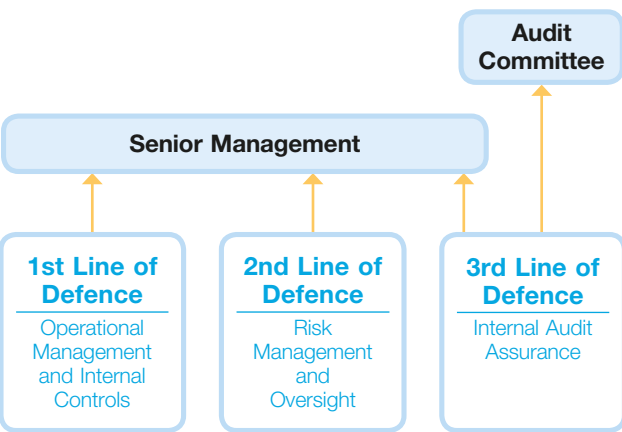 Audit
Committee
Senior Management
1st Line of
Defence
Operational
Management
and Internal
Controls
2nd Line of
Defence
Risk
Management
and
Oversight
3rd Line of
Defence
Internal Audit
Assurance